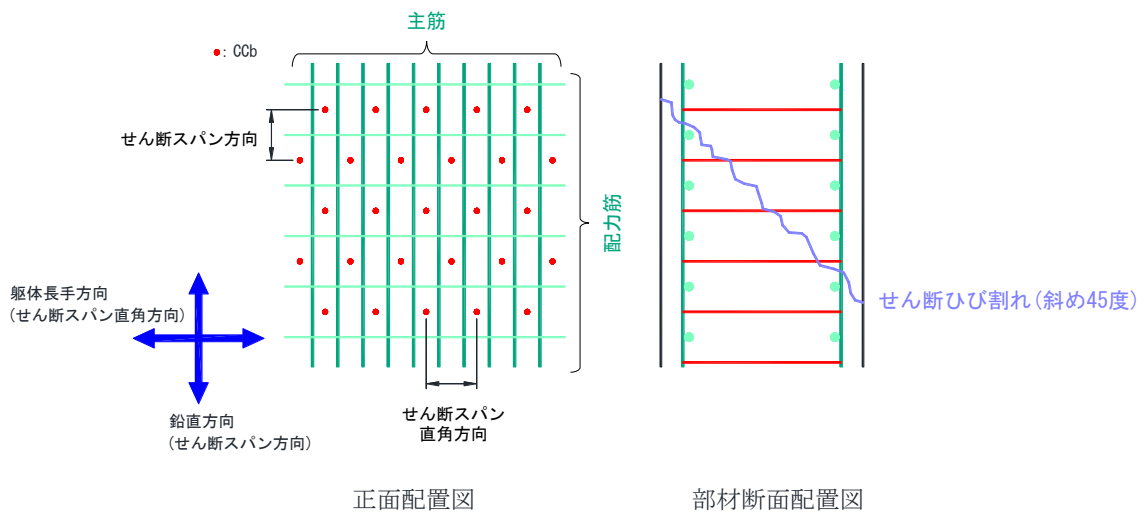 主筋
●: CCb
せん断スパン方向
配力筋
躯体長手方向
(せん断スパン直角方向)
せん断ひび割れ(斜め45度)
鉛直方向
(せん断スパン方向)
せん断スパン
直角方向
正面配置図
部材断面配置図